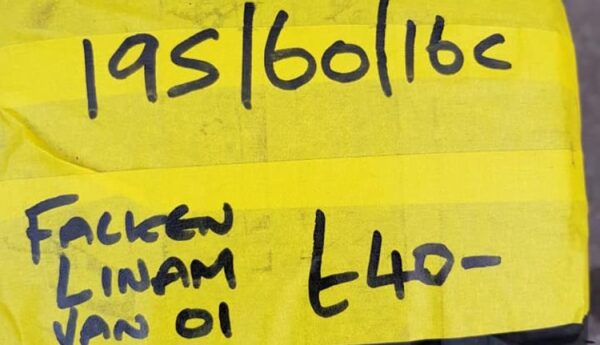 195/60/16c
FALKEN
LINAM
VAN 01
£40-